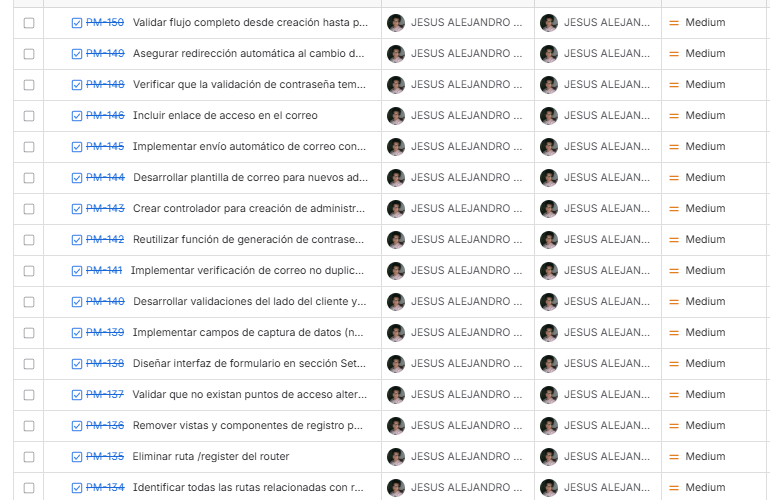 PM-150 Validar flujo completo desde creación hasta p... JESUS ALEJANDRO ... JESUS ALEJAN... Medium
PM-149 Asegurar redirección automática al cambio d... JESUS ALEJANDRO ... JESUS ALEJAN... Medium
PM-148 Verificar que la validación de contraseña tem... JESUS ALEJANDRO ... JESUS ALEJAN... Medium
PM-146 Incluir enlace de acceso en el correo JESUS ALEJANDRO ... JESUS ALEJAN... Medium
PM-145 Implementar envío automático de correo con... JESUS ALEJANDRO ... JESUS ALEJAN... Medium
PM-144 Desarrollar plantilla de correo para nuevos ad... JESUS ALEJANDRO ... JESUS ALEJAN... Medium
PM-143 Crear controlador para creación de administr... JESUS ALEJANDRO ... JESUS ALEJAN... Medium
PM-142 Reutilizar función de generación de contrase... JESUS ALEJANDRO ... JESUS ALEJAN... Medium
PM-141 Implementar verificación de correo no duplic... JESUS ALEJANDRO ... JESUS ALEJAN... Medium
PM-140 Desarrollar validaciones del lado del cliente y... JESUS ALEJANDRO ... JESUS ALEJAN... Medium
PM-139 Implementar campos de captura de datos (n... JESUS ALEJANDRO ... JESUS ALEJAN... Medium
PM-138 Diseñar interfaz de formulario en sección Set... JESUS ALEJANDRO ... JESUS ALEJAN... Medium
PM-137 Validar que no existan puntos de acceso alter... JESUS ALEJANDRO ... JESUS ALEJAN... Medium
PM-136 Remover vistas y componentes de registro p... JESUS ALEJANDRO ... JESUS ALEJAN... Medium
PM-135 Eliminar ruta /register del router JESUS ALEJANDRO ... JESUS ALEJAN... Medium
PM-134 Identificar todas las rutas relacionadas con r... JESUS ALEJANDRO ... JESUS ALEJAN... Medium